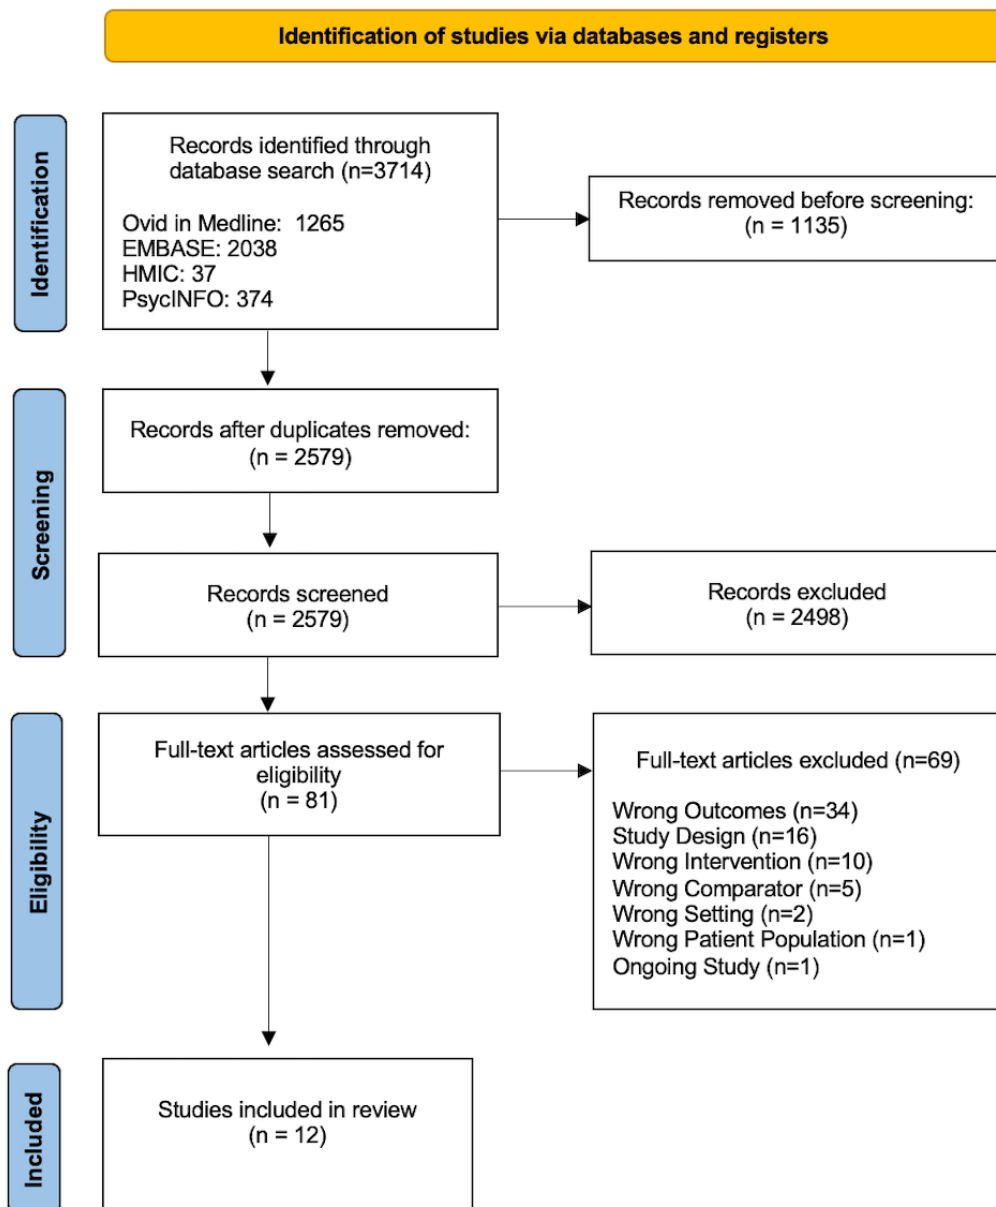 Identification of studies via databases and registers
Identification
Records identified through
database search (n=3714)
Ovid in Medline:  1265
EMBASE: 2038
HMIC: 37
PsycINFO: 374
Records removed before screening:
(n = 1135)
Screening
Records after duplicates removed:
(n = 2579)
Records screened
(n = 2579)
Records excluded
(n = 2498)
Eligibility
Full-text articles assessed for
eligibility
(n = 81)
Full-text articles excluded (n=69)
Wrong Outcomes (n=34)
Study Design (n=16)
Wrong Intervention (n=10)
Wrong Comparator (n=5)
Wrong Setting (n=2)
Wrong Patient Population (n=1)
Ongoing Study (n=1)
Included
Studies included in review
(n = 12)